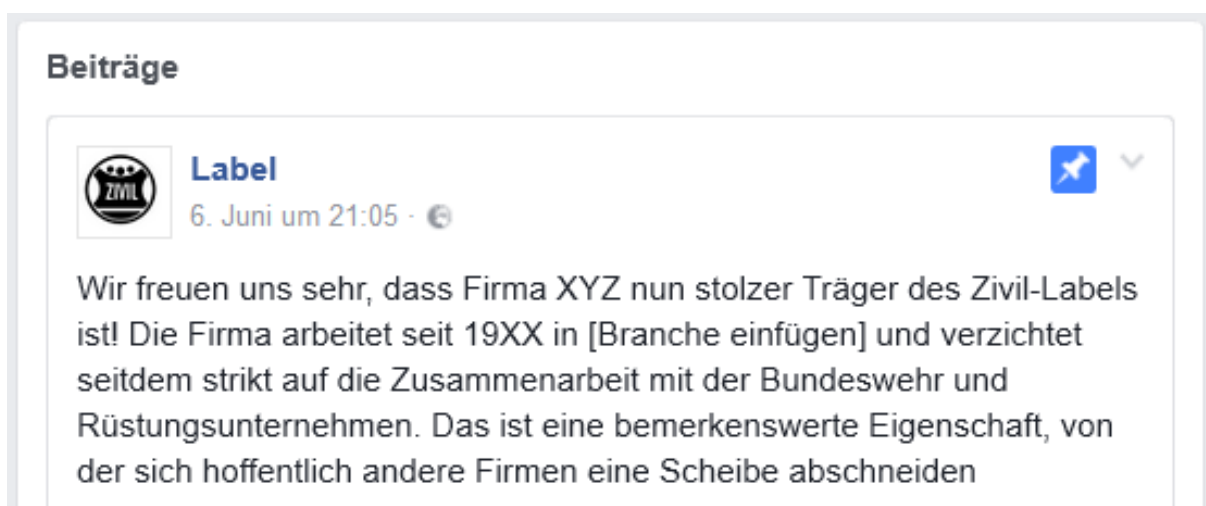 Beiträge
ZIVIL
Label
6. Juni um 21:05 ·
Wir freuen uns sehr, dass Firma XYZ nun stolzer Träger des Zivil-Labels
ist! Die Firma arbeitet seit 19XX in [Branche einfügen] und verzichtet
seitdem strikt auf die Zusammenarbeit mit der Bundeswehr und
Rüstungsunternehmen. Das ist eine bemerkenswerte Eigenschaft, von
der sich hoffentlich andere Firmen eine Scheibe abschneiden